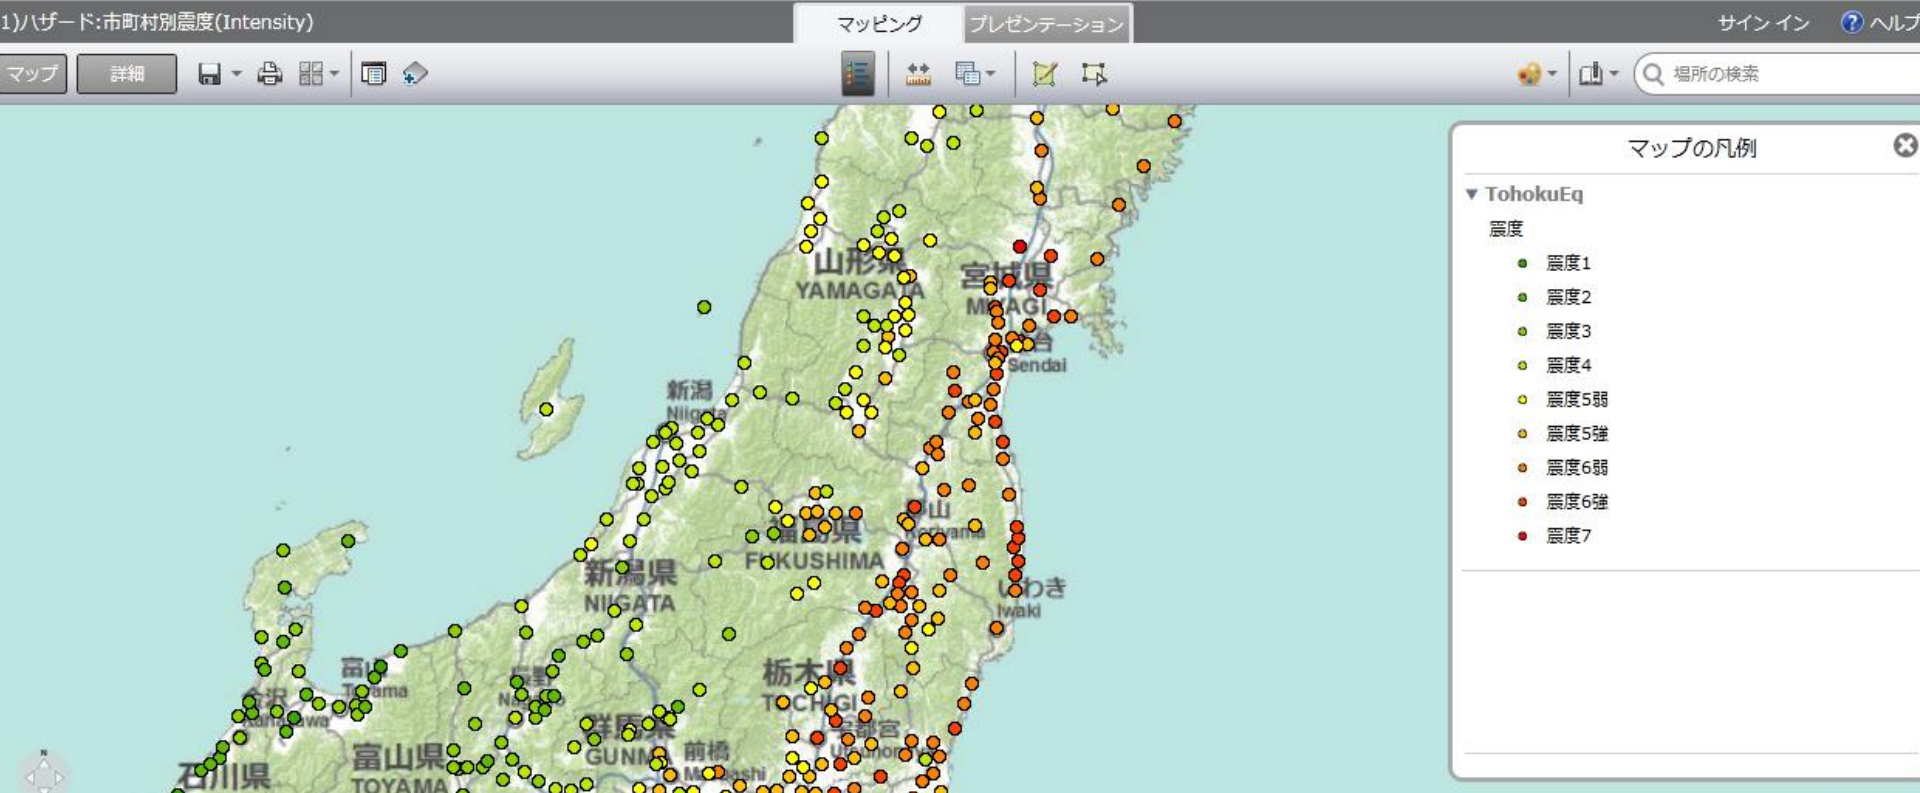 1)ハザード:市町村別震度(Intensity)
マッピング
プレゼンテーション
サイン イン
ヘルプ
マップ
詳細
場所の検索
マップの凡例
TohokuEq
震度
震度1
震度2
震度3
震度4
震度5弱
震度5強
震度6弱
震度6強
震度7
山形県
YAMAGATA
宮城県
MIYAGI
Sendai
新潟
Niigata
福島県
FUKUSHIMA
Koriyama
新潟県
NIIGATA
いわき
Iwaki
栃木県
TOCHIGI
宇都宮
富山
Toyama
金沢
Kanazawa
長野
Nagano
群馬県
GUNMA
前橋
Maebashi
富山県
TOYAMA
石川県
N